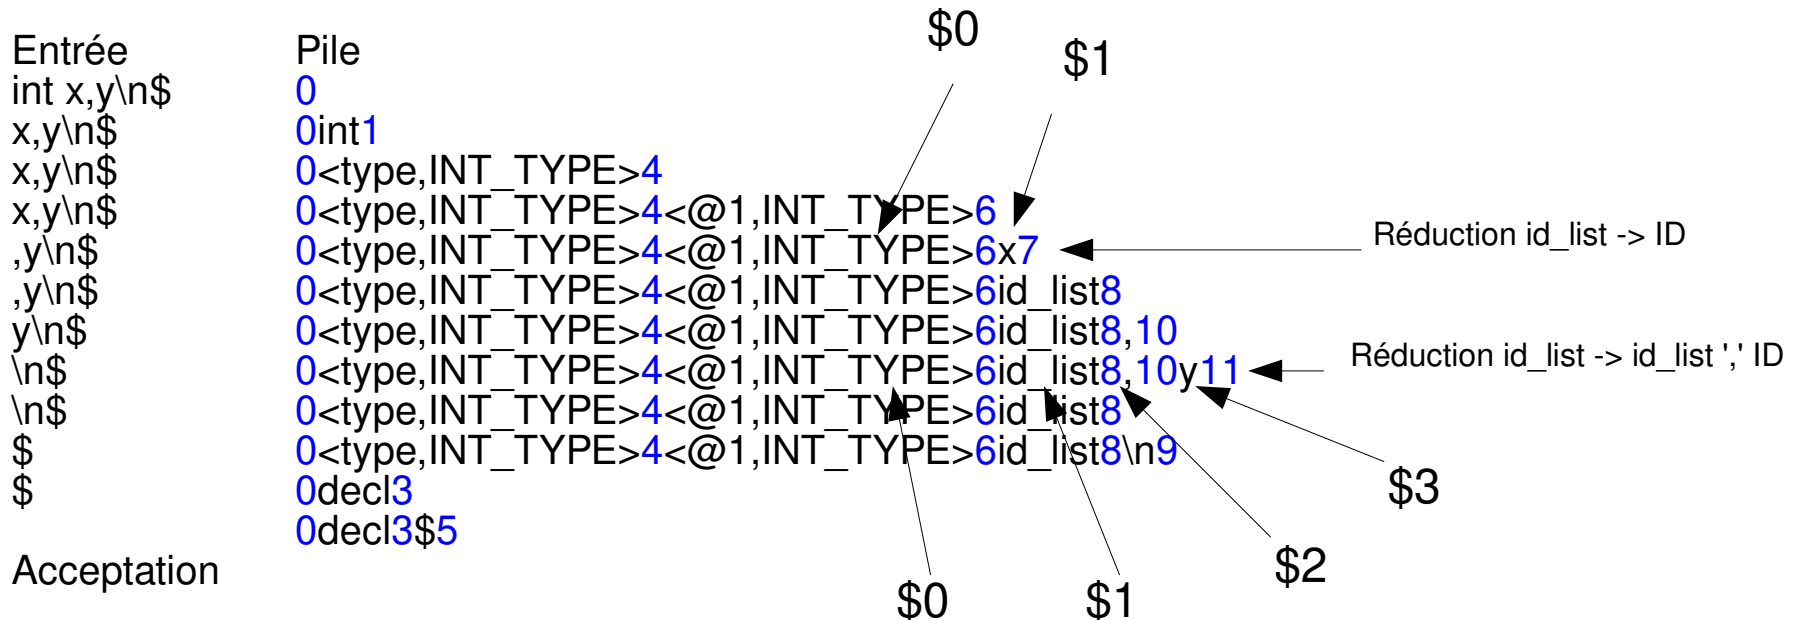 $0
$1
Entrée Pile
int x,y\n$ 0
x,y\n$ 0int1
x,y\n$ 0<type,INT_TYPE>4
x,y\n$ 0<type,INT_TYPE>4<@1,INT_TYPE>6
,y\n$ 0<type,INT_TYPE>4<@1,INT_TYPE>6x7 Réduction id_list -> ID
,y\n$ 0<type,INT_TYPE>4<@1,INT_TYPE>6id_list8
y\n$ 0<type,INT_TYPE>4<@1,INT_TYPE>6id_list8,10
\n$ 0<type,INT_TYPE>4<@1,INT_TYPE>6id_list8,10y11 Réduction id_list -> id_list ',' ID
\n$ 0<type,INT_TYPE>4<@1,INT_TYPE>6id_list8
$ 0<type,INT_TYPE>4<@1,INT_TYPE>6id_list8\n9
$ 0decl3
0decl3$5
$3
Acceptation
$2
$0 $1